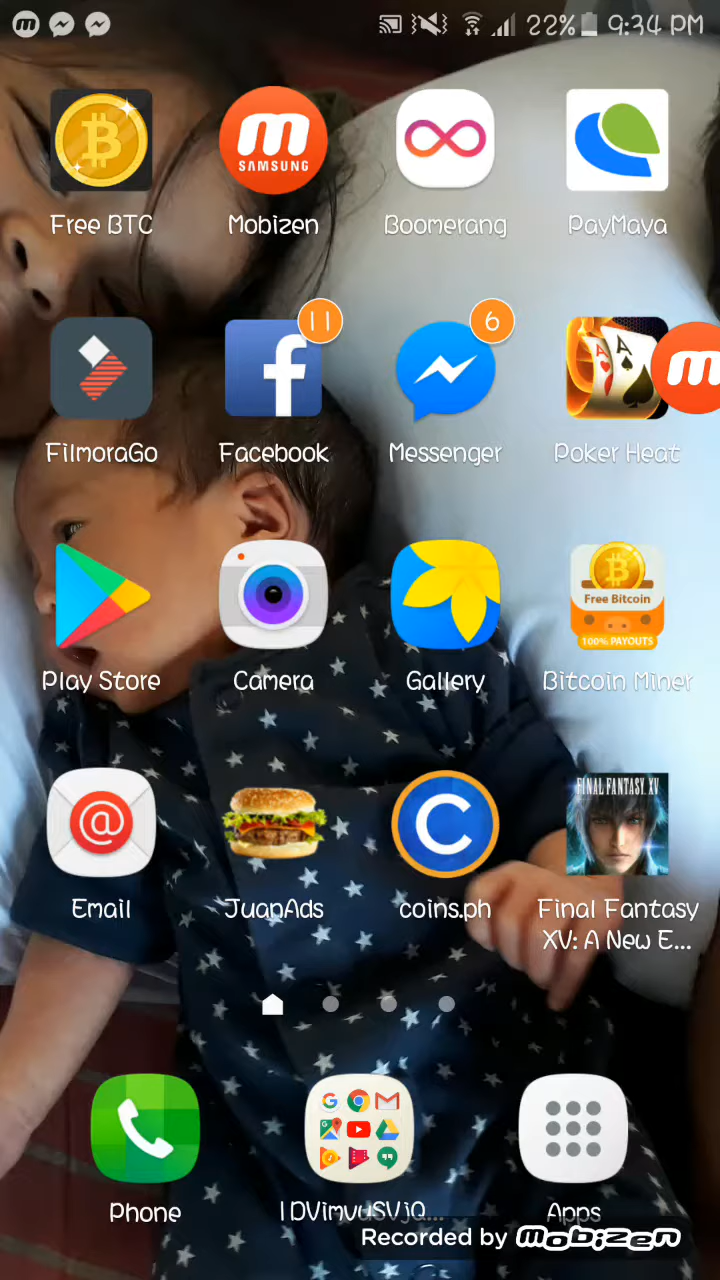 22% 9:34 PM
SAMSUNG
Free BTC Mobizen Boomerang PayMaya
11 6
FilmoraGo Facebook Messenger Poker Heat
Free Bitcoin
100% PAYOUTS
Play Store Camera Gallery Bitcoin Miner
FINAL FANTASY XV
Email JuanAds coins.ph Final Fantasy
XV: A New E...
Phone Apps
Recorded by Mobizen